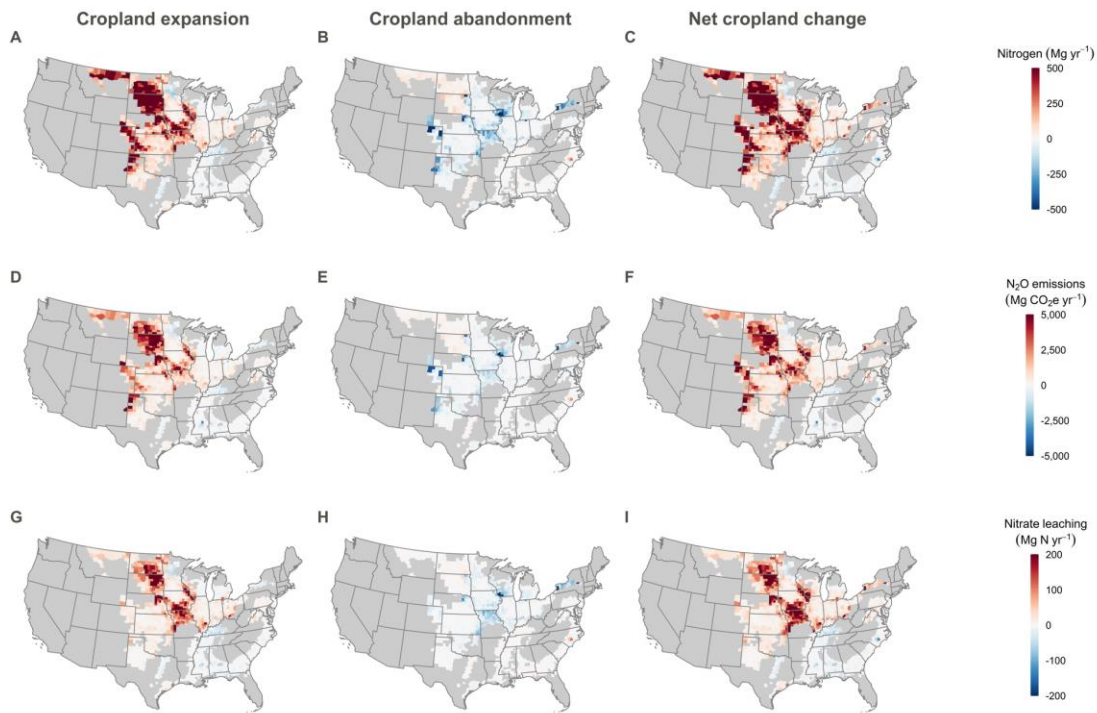 Cropland expansion
Cropland abandonment
Net cropland change
A
B
C
Nitrogen (Mg yr⁻¹)
500
250
0
-250
-500
D
E
F
N₂O emissions
(Mg CO₂e yr⁻¹)
5,000
2,500
0
-2,500
-5,000
G
H
I
Nitrate leaching
(Mg N yr⁻¹)
200
100
0
-100
-200